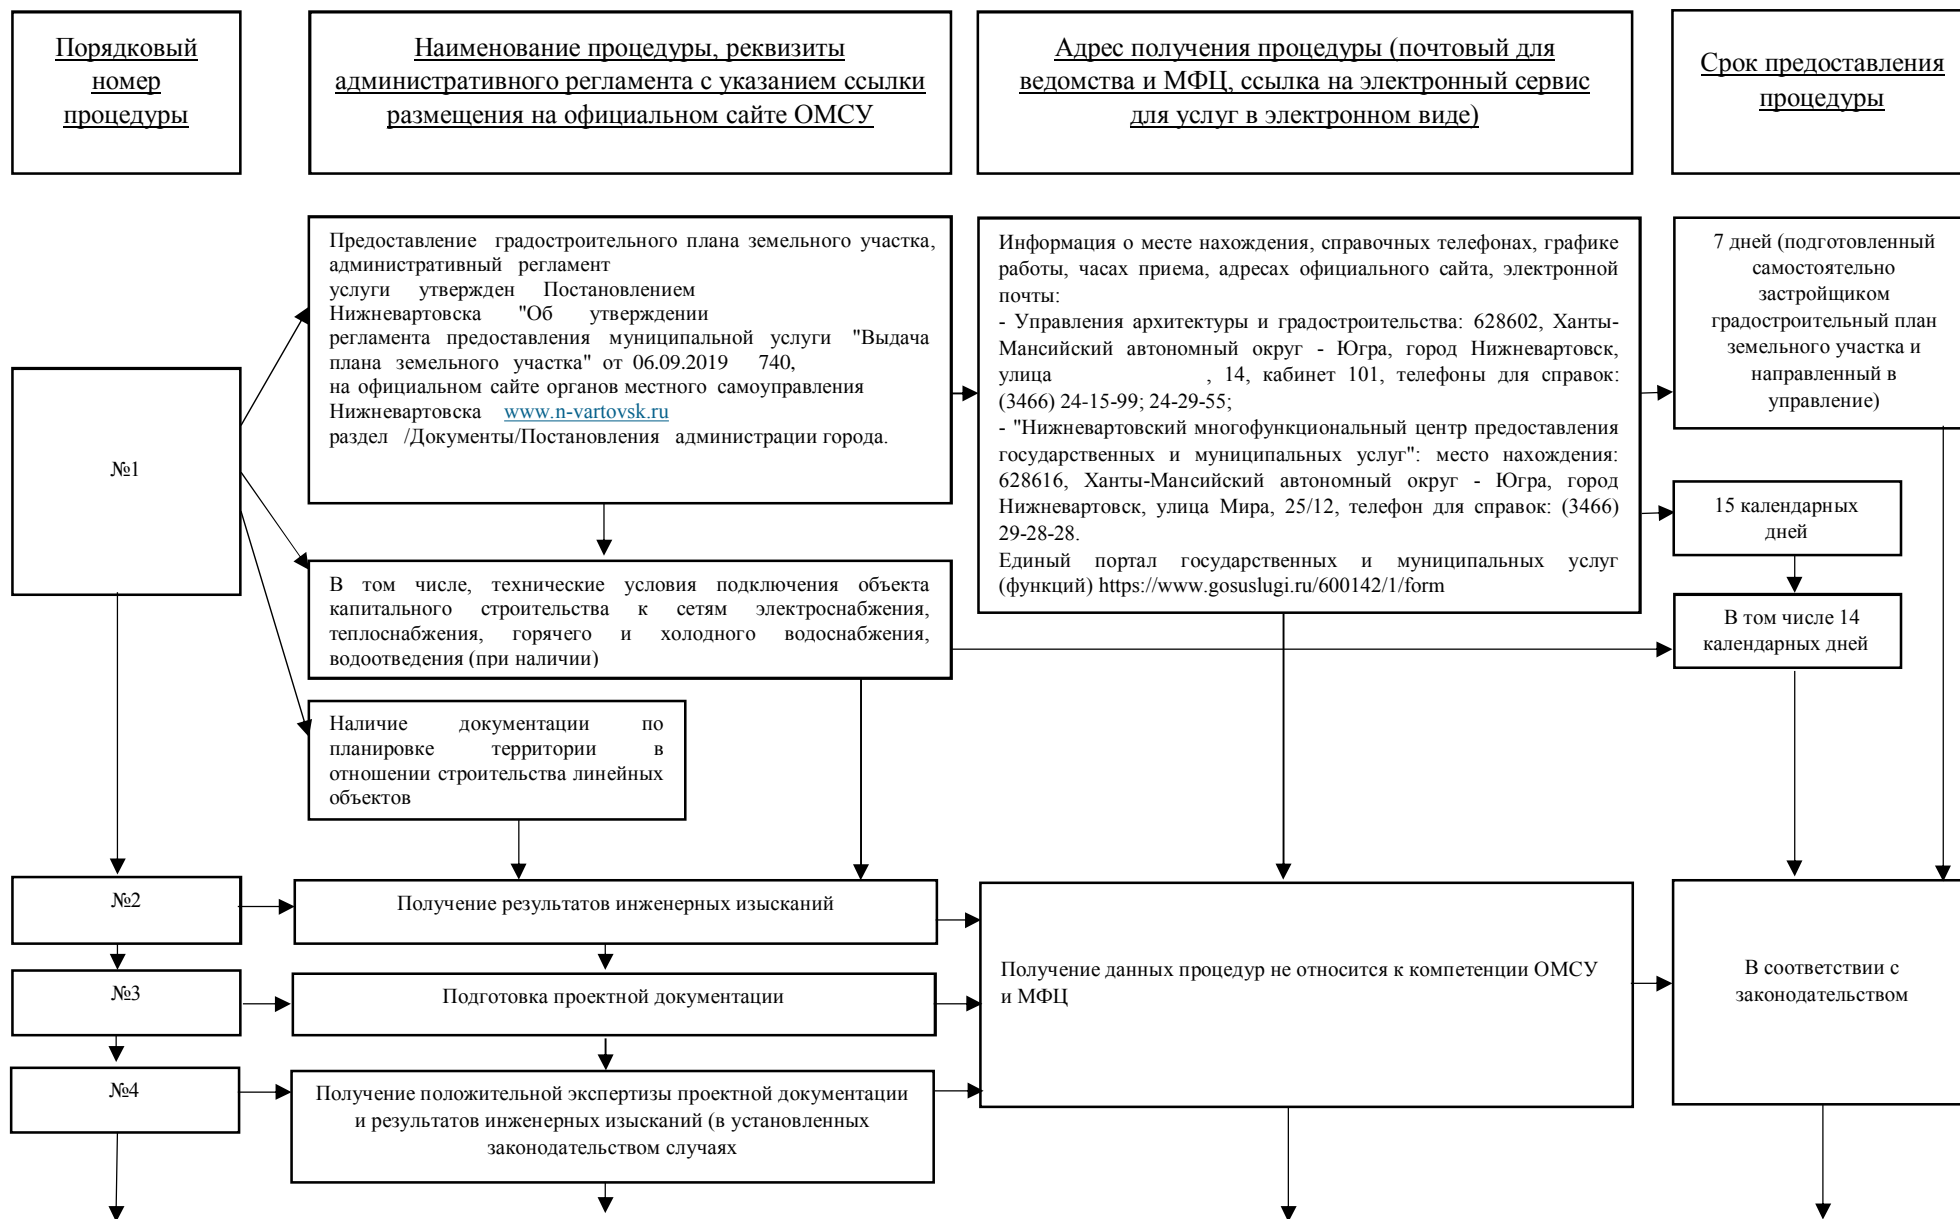 Порядковый
номер
процедуры
Наименование процедуры, реквизиты
административного регламента с указанием ссылки
размещения на официальном сайте ОМСУ
Адрес получения процедуры (почтовый для
ведомства и МФЦ, ссылка на электронный сервис
для услуг в электронном виде)
Срок предоставления
процедуры
№1
Предоставление градостроительного плана земельного участка,
административный регламент
услуги утвержден Постановлением
Нижневартовска "Об утверждении
регламента предоставления муниципальной услуги "Выдача
плана земельного участка" от 06.09.2019 740,
на официальном сайте органов местного самоуправления
Нижневартовска www.n-vartovsk.ru
раздел /Документы/Постановления администрации города.
Информация о месте нахождения, справочных телефонах, графике
работы, часах приема, адресах официального сайта, электронной
почты:
- Управления архитектуры и градостроительства: 628602, Ханты-
Мансийский автономный округ - Югра, город Нижневартовск,
улица , 14, кабинет 101, телефоны для справок:
(3466) 24-15-99; 24-29-55;
- "Нижневартовский многофункциональный центр предоставления
государственных и муниципальных услуг": место нахождения:
628616, Ханты-Мансийский автономный округ - Югра, город
Нижневартовск, улица Мира, 25/12, телефон для справок: (3466)
29-28-28.
Единый портал государственных и муниципальных услуг
(функций) https://www.gosuslugi.ru/600142/1/form
7 дней (подготовленный
самостоятельно
застройщиком
градостроительный план
земельного участка и
направленный в
управление)
15 календарных
дней
В том числе, технические условия подключения объекта
капитального строительства к сетям электроснабжения,
теплоснабжения, горячего и холодного водоснабжения,
водоотведения (при наличии)
В том числе 14
календарных дней
Наличие документации по
планировке территории в
отношении строительства линейных
объектов
№2
Получение результатов инженерных изысканий
№3
Подготовка проектной документации
№4
Получение положительной экспертизы проектной документации
и результатов инженерных изысканий (в установленных
законодательством случаях
Получение данных процедур не относится к компетенции ОМСУ
и МФЦ
В соответствии с
законодательством